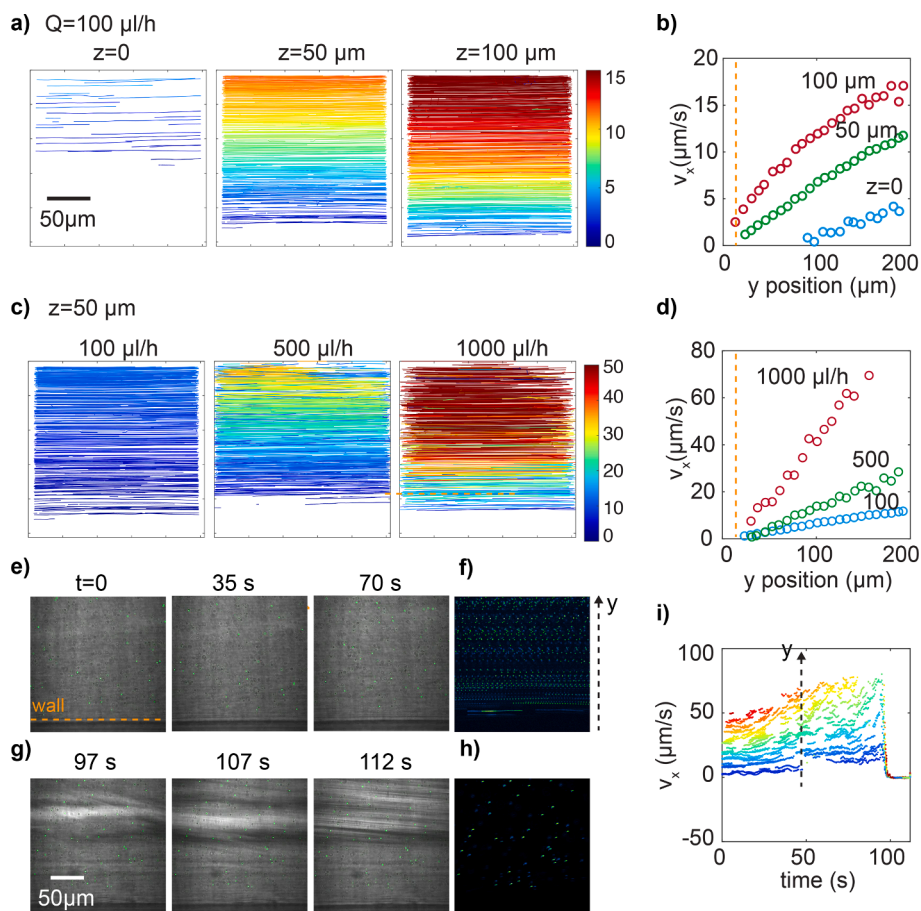 a) Q=100 µl/h
z=0 z=50 µm z=100 µm
50µm
15
10
5
0
b)
20
15
10
5
0
v_x(µm/s)
100 µm
50 µm
z=0
0 100 200
y position (µm)
c) z=50 µm
100 µl/h 500 µl/h 1000 µl/h
50
40
30
20
10
0
d)
80
60
40
20
0
v_x(µm/s)
1000 µl/h
500
100
0 100 200
y position (µm)
e) t=0 35 s 70 s f)
wall
y
g) 97 s 107 s 112 s h)
50µm
i)
100
50
0
-50
v_x (µm/s)
y
0 50 100
time (s)